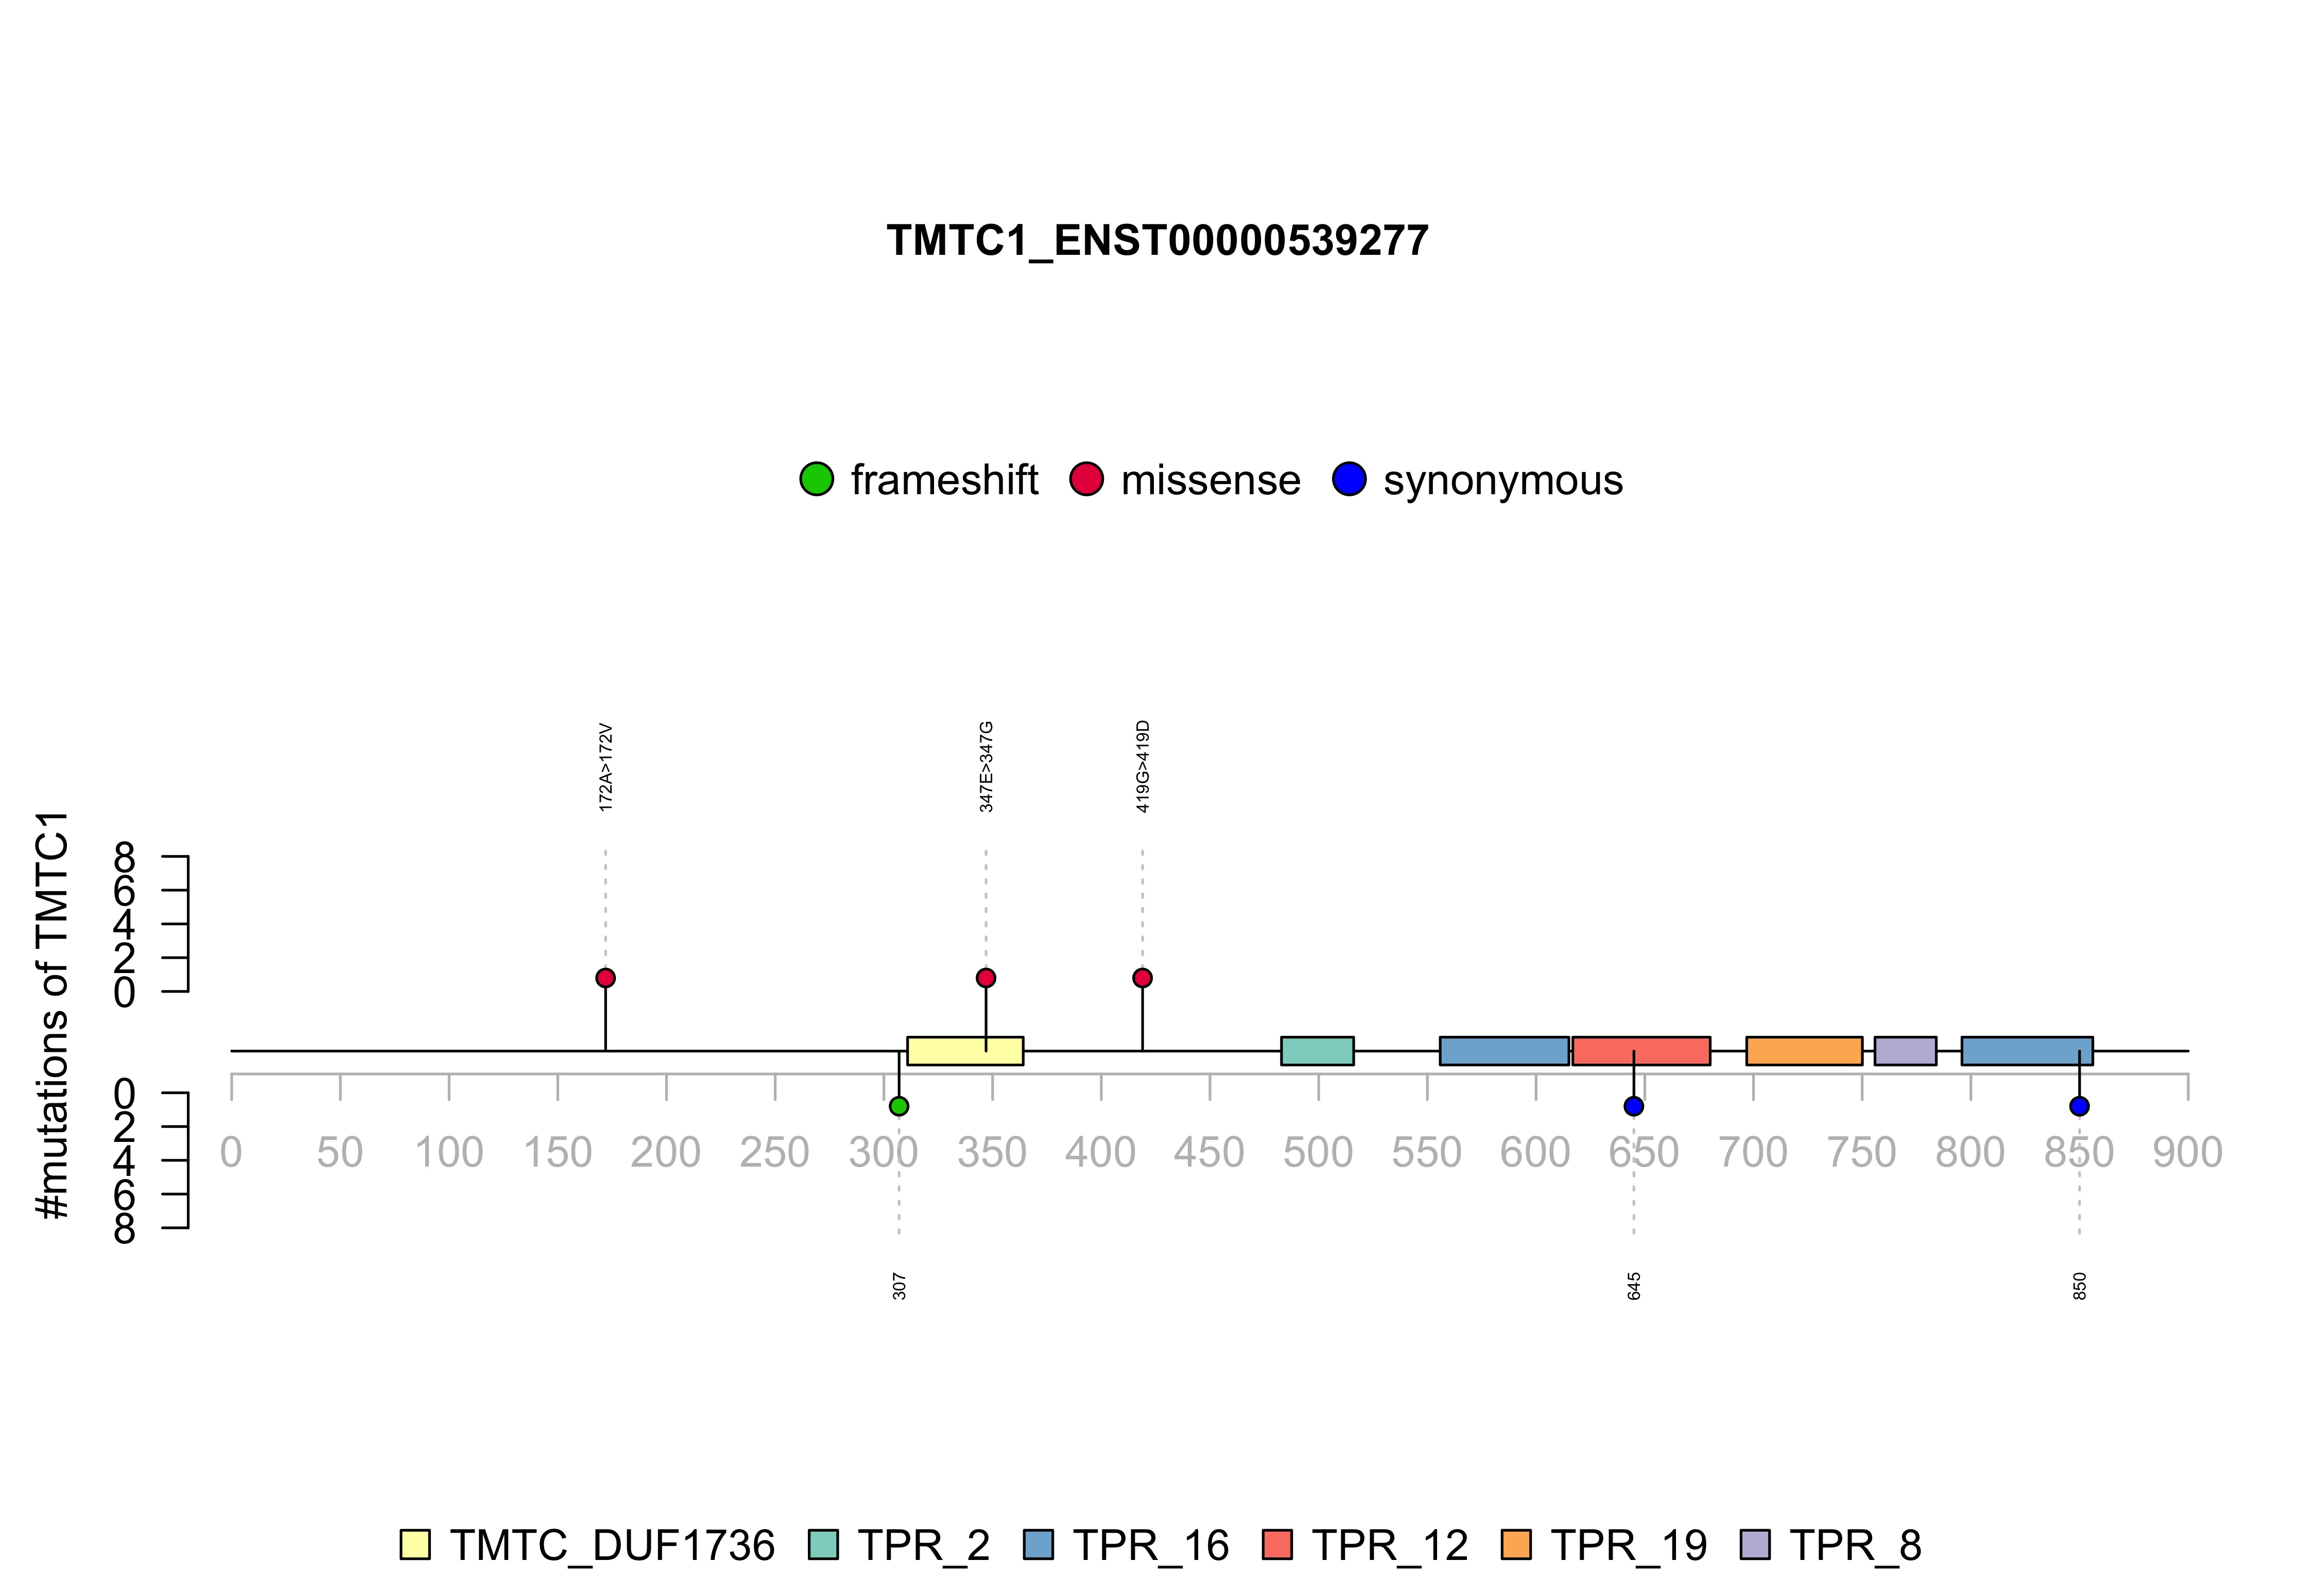 TMTC1_ENST00000539277
frameshift missense synonymous
172A>172V 347E>347G 419G>419D
#mutations of TMTC1
8
6
4
2
0
0
2
4
6
8
0 50 100 150 200 250 300 350 400 450 500 550 600 650 700 750 800 850 900
307 645 850
TMTC_DUF1736 TPR_2 TPR_16 TPR_12 TPR_19 TPR_8